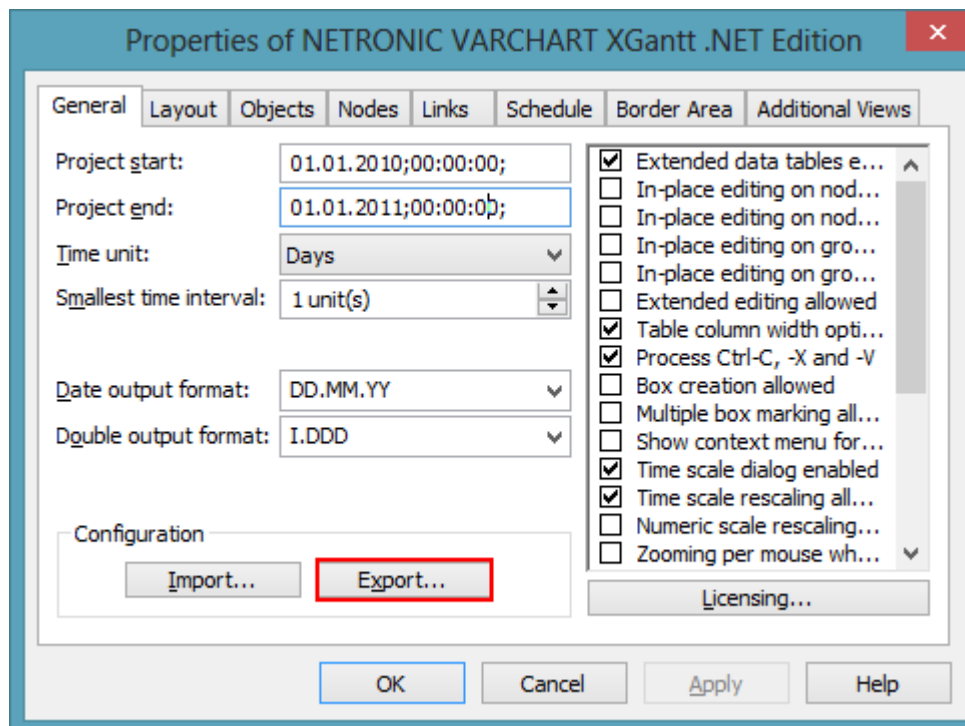 Properties of NETRONIC VARCHART XGantt .NET Edition
General Layout Objects Nodes Links Schedule Border Area Additional Views
Project start: 01.01.2010;00:00:00;
Project end: 01.01.2011;00:00:00;
Time unit: Days
Smallest time interval: 1 unit(s)
Date output format: DD.MM.YY
Double output format: I.DDD
Configuration
Import... Export...
Extended data tables e...
In-place editing on nod...
In-place editing on nod...
In-place editing on gro...
In-place editing on gro...
Extended editing allowed
Table column width opti...
Process Ctrl-C, -X and -V
Box creation allowed
Multiple box marking all...
Show context menu for...
Time scale dialog enabled
Time scale rescaling all...
Numeric scale rescaling...
Zooming per mouse wh...
Licensing...
OK Cancel Apply Help